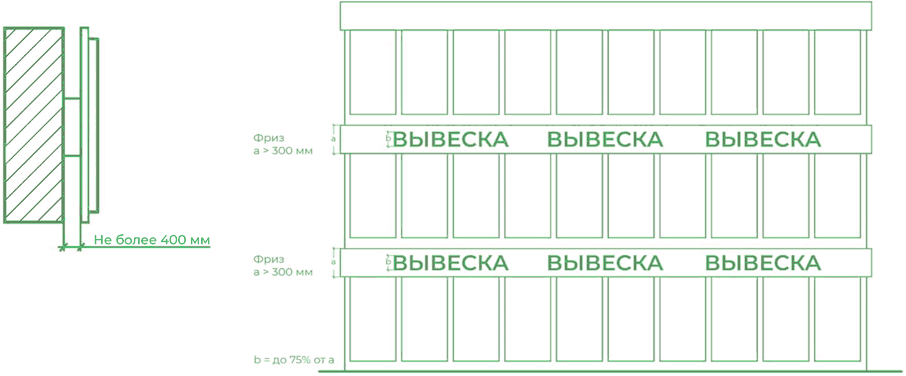 Не более 400 мм
Фриз
a > 300 мм
a
b
ВЫВЕСКА ВЫВЕСКА ВЫВЕСКА
Фриз
a > 300 мм
a
b
ВЫВЕСКА ВЫВЕСКА ВЫВЕСКА
b = до 75% от a